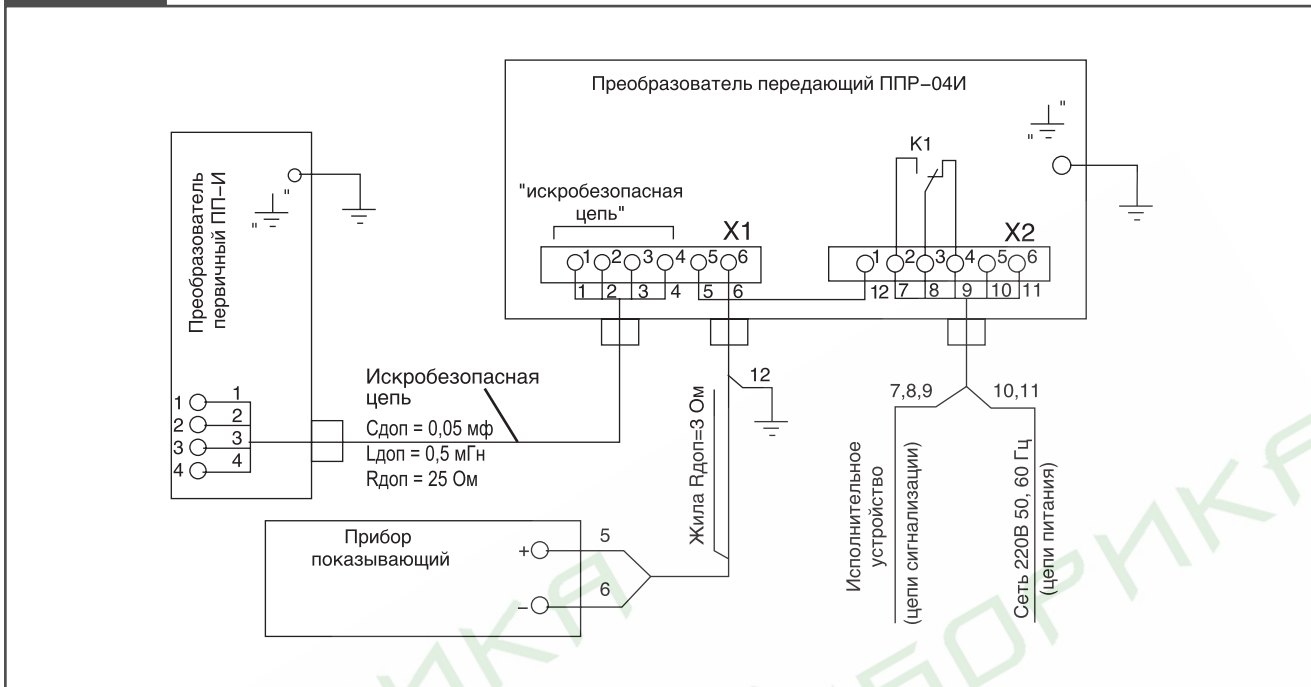 Преобразователь передающий ППР–04И
" "
K1
"искробезопасная
цепь"
X1
X2
1 2 3 4 5 6
1 2 3 4 5 6
1 2 3 4 5 6
12 7 8 9 10 11
Преобразователь
первичный ПП–И
" "
1 1
2 2
3 3
4 4
Искробезопасная
цепь
Cдоп = 0,05 мф
Lдоп = 0,5 мГн
Rдоп = 25 Ом
Жила Rдоп=3 Ом
12
7,8,9
10,11
Исполнительное
устройство
(цепи сигнализации)
Сеть 220В 50, 60 Гц
(цепи питания)
Прибор
показывающий
+ 5
– 6